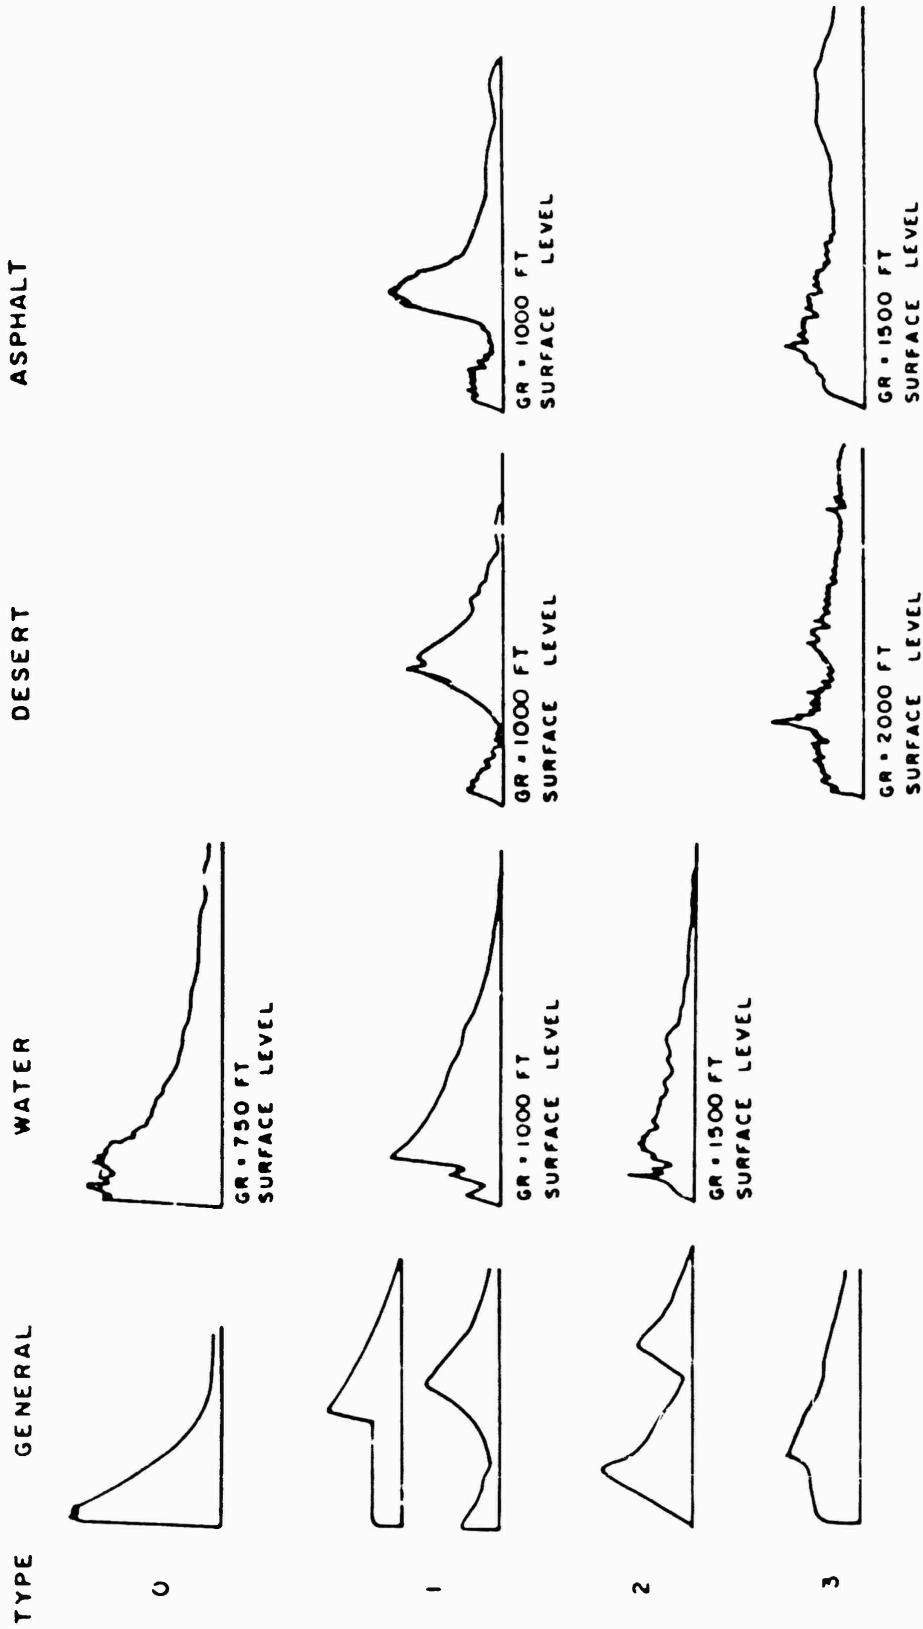 TYPE GENERAL WATER DESERT ASPHALT
0
GR = 750 FT
SURFACE LEVEL
1
GR = 1000 FT
SURFACE LEVEL
GR = 1000 FT
SURFACE LEVEL
GR = 1000 FT
SURFACE LEVEL
2
GR = 1500 FT
SURFACE LEVEL
3
GR = 2000 FT
SURFACE LEVEL
GR = 1500 FT
SURFACE LEVEL